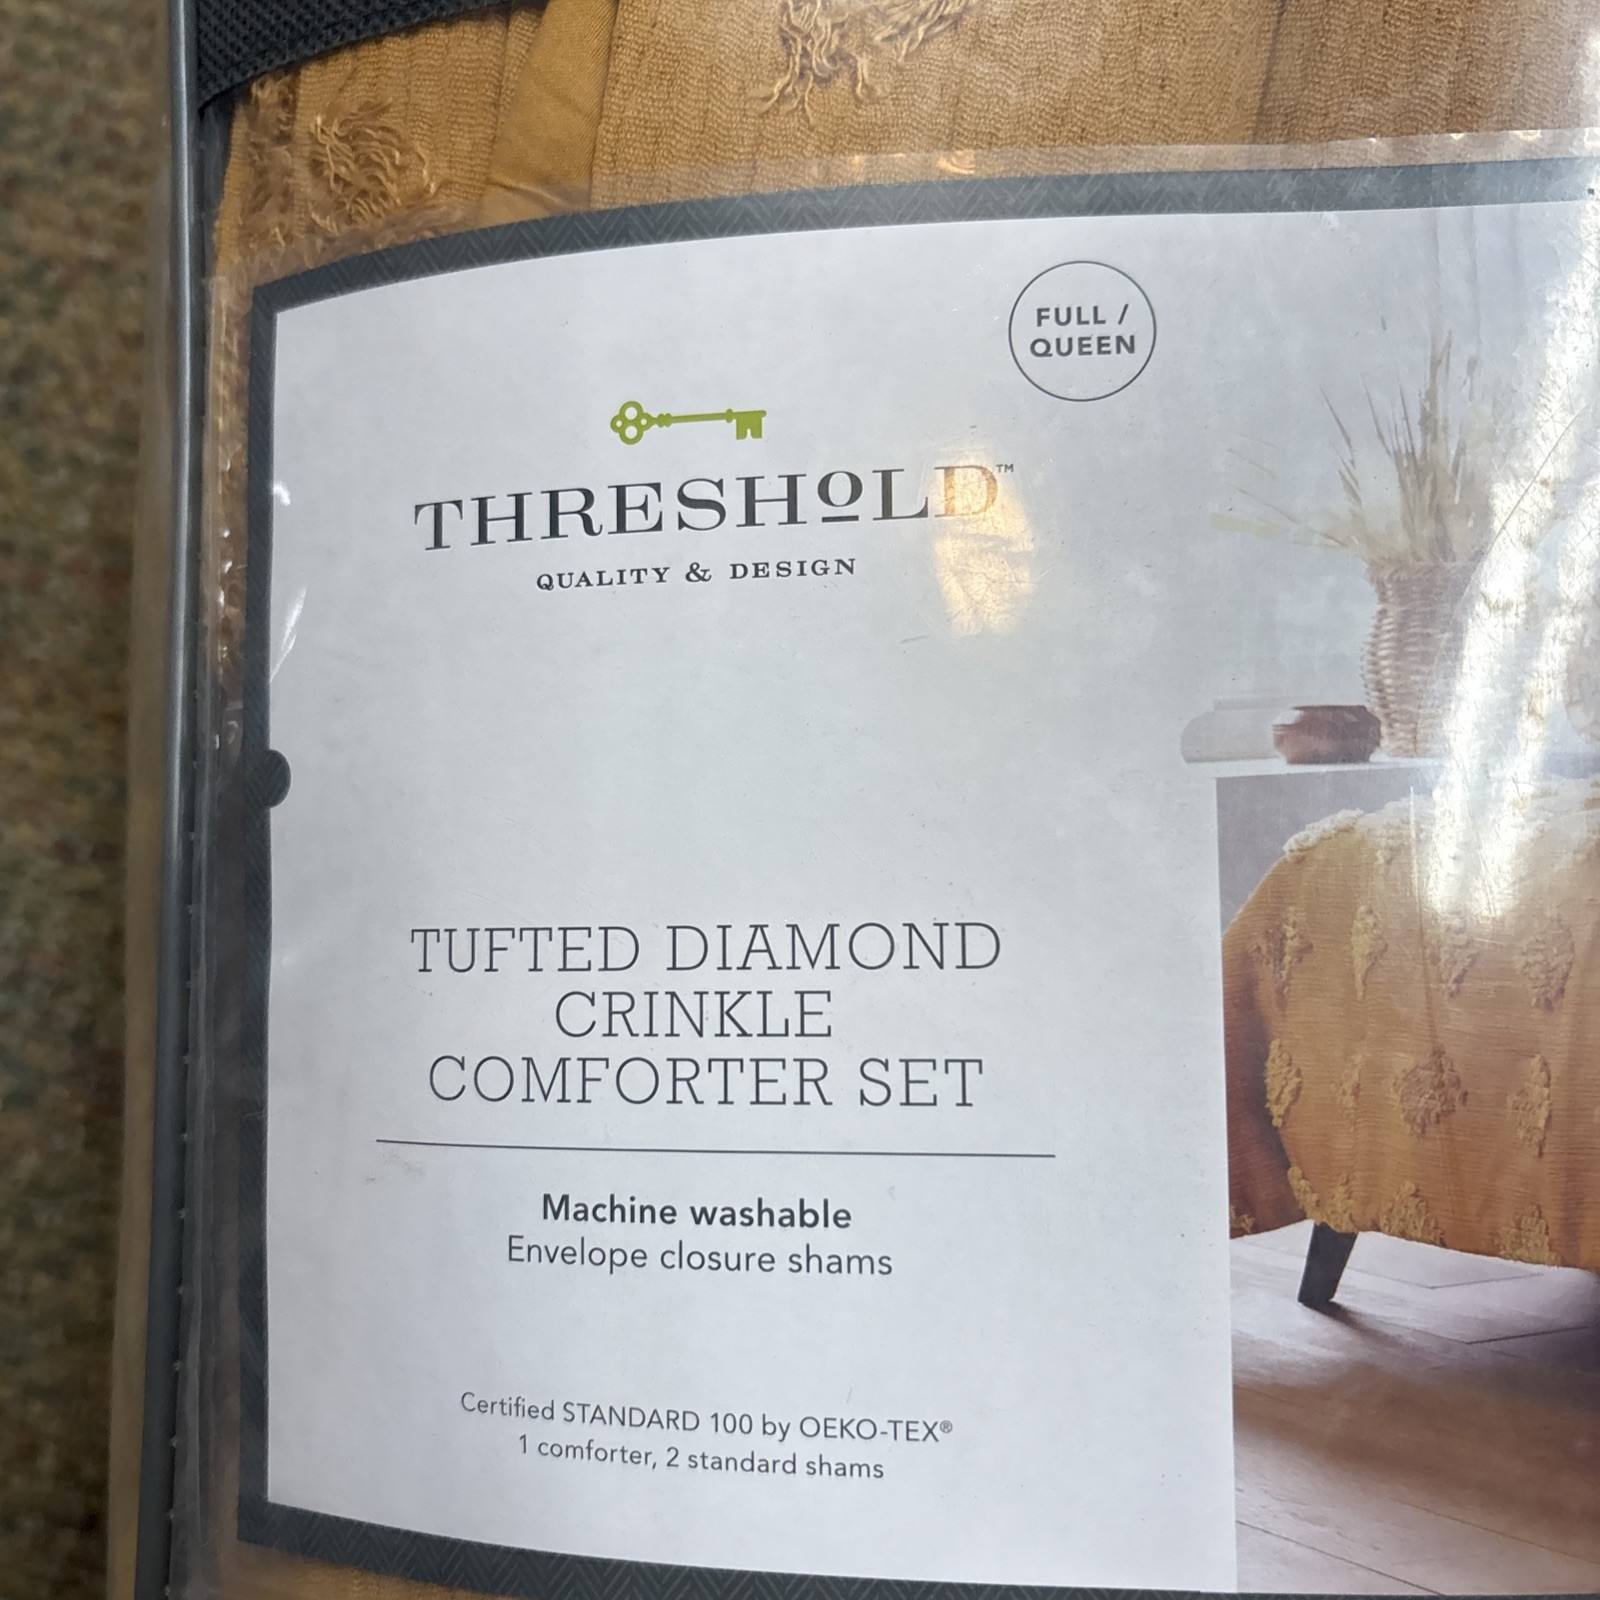 FULL /
QUEEN
THRESHOLD™
QUALITY & DESIGN
TUFTED DIAMOND
CRINKLE
COMFORTER SET
Machine washable
Envelope closure shams
Certified STANDARD 100 by OEKO-TEX®
1 comforter, 2 standard shams